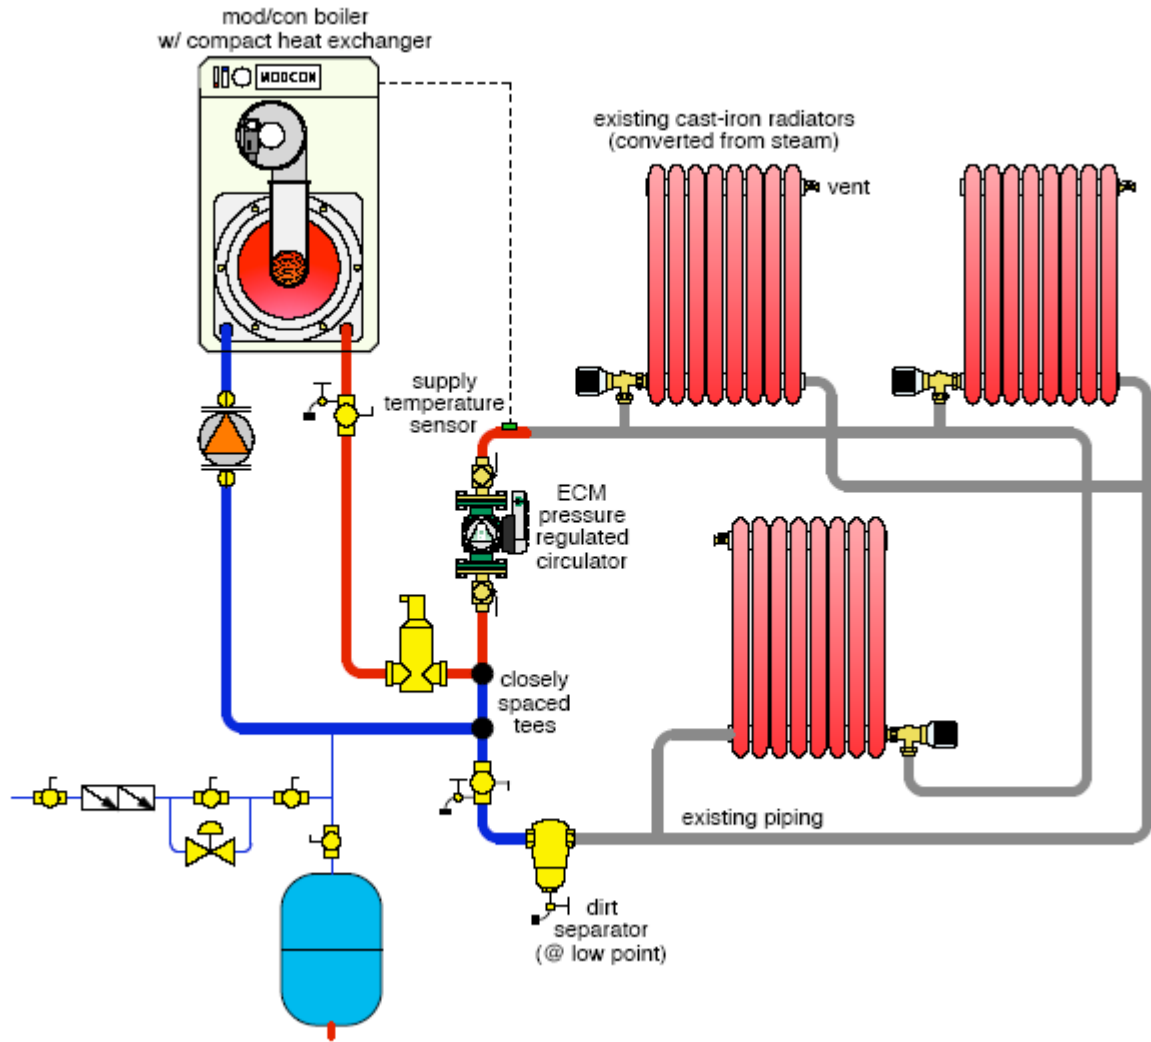 mod/con boiler
w/ compact heat exchanger
MODCON
existing cast-iron radiators
(converted from steam)
vent
supply
temperature
sensor
ECM
pressure
regulated
circulator
closely
spaced
tees
existing piping
dirt
separator
(@ low point)